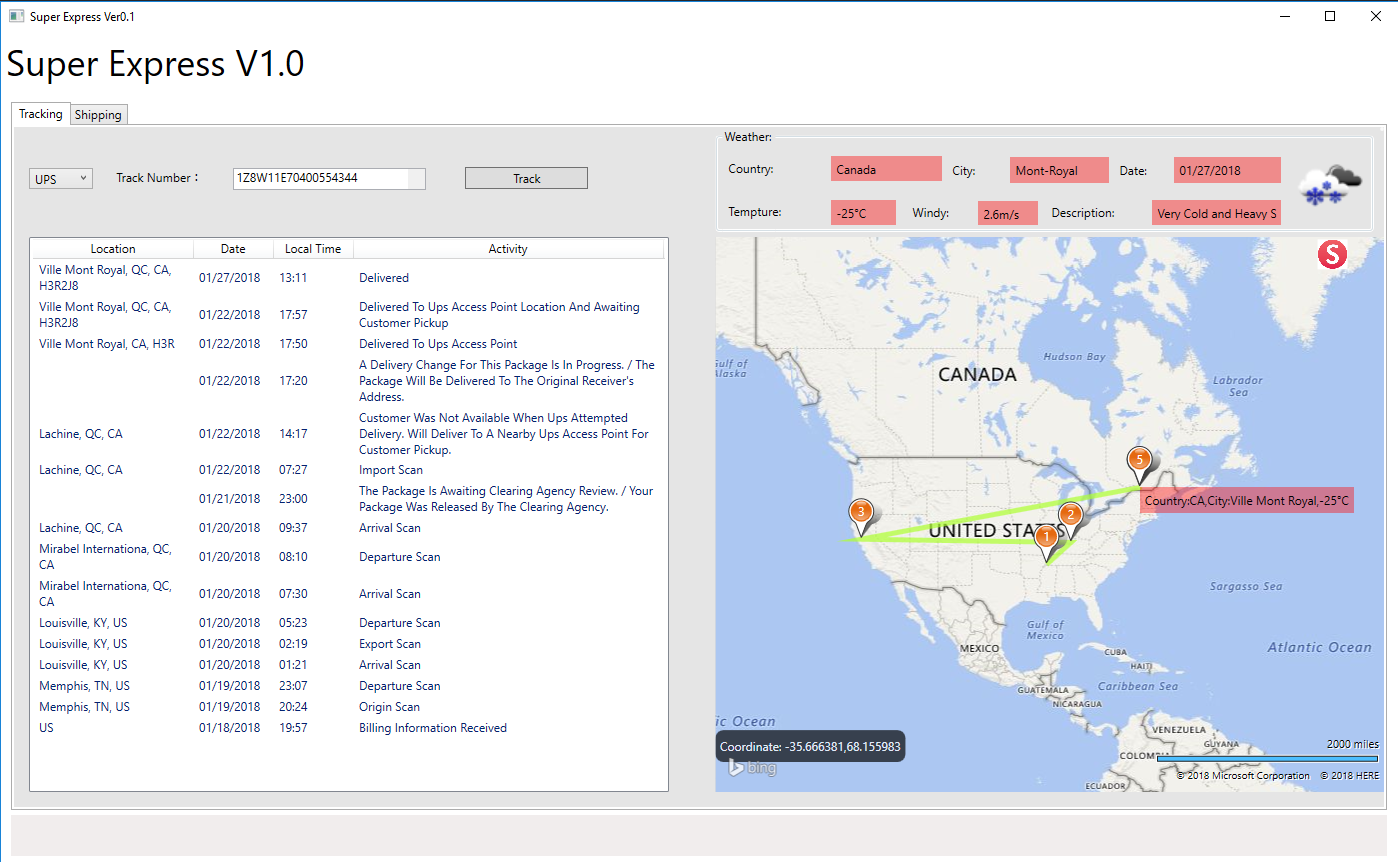 Super Express Ver0.1
Super Express V1.0
Tracking
Shipping
UPS
Track Number :
1Z8W11E70400554344
Track
Weather:
Country:
Canada
City:
Mont-Royal
Date:
01/27/2018
Tempture:
-25°C
Windy:
2.6m/s
Description:
Very Cold and Heavy S
Location Date Local Time Activity
Ville Mont Royal, QC, CA,
H3R2J8
01/27/2018 13:11 Delivered
Ville Mont Royal, QC, CA,
H3R2J8
01/22/2018 17:57
Delivered To Ups Access Point Location And Awaiting
Customer Pickup
Ville Mont Royal, CA, H3R 01/22/2018 17:50 Delivered To Ups Access Point
01/22/2018 17:20
A Delivery Change For This Package Is In Progress. / The
Package Will Be Delivered To The Original Receiver's
Address.
Lachine, QC, CA 01/22/2018 14:17
Customer Was Not Available When Ups Attempted
Delivery. Will Deliver To A Nearby Ups Access Point For
Customer Pickup.
Lachine, QC, CA 01/22/2018 07:27 Import Scan
01/21/2018 23:00
The Package Is Awaiting Clearing Agency Review. / Your
Package Was Released By The Clearing Agency.
Lachine, QC, CA 01/20/2018 09:37 Arrival Scan
Mirabel Internationa, QC,
CA
01/20/2018 08:10 Departure Scan
Mirabel Internationa, QC,
CA
01/20/2018 07:30 Arrival Scan
Louisville, KY, US 01/20/2018 05:23 Departure Scan
Louisville, KY, US 01/20/2018 02:19 Export Scan
Louisville, KY, US 01/20/2018 01:21 Arrival Scan
Memphis, TN, US 01/19/2018 23:07 Departure Scan
Memphis, TN, US 01/19/2018 20:24 Origin Scan
US 01/18/2018 19:57 Billing Information Received
S
Hudson Bay
Gulf of
Alaska
CANADA
Labrador
Sea
5
Country:CA,City:Ville Mont Royal,-25°C
3
2
UNITED STATES
1
Sargasso Sea
Gulf of
Mexico
Atlantic Ocean
MEXICO
CUBA
HAITI
GUATEMALA
Caribbean Sea
NICARAGUA
ic Ocean
VENEZUELA
GUYANA
Coordinate: -35.666381,68.155983
2000 miles
COLOMB
bing
© 2018 Microsoft Corporation © 2018 HERE
ECUADOR